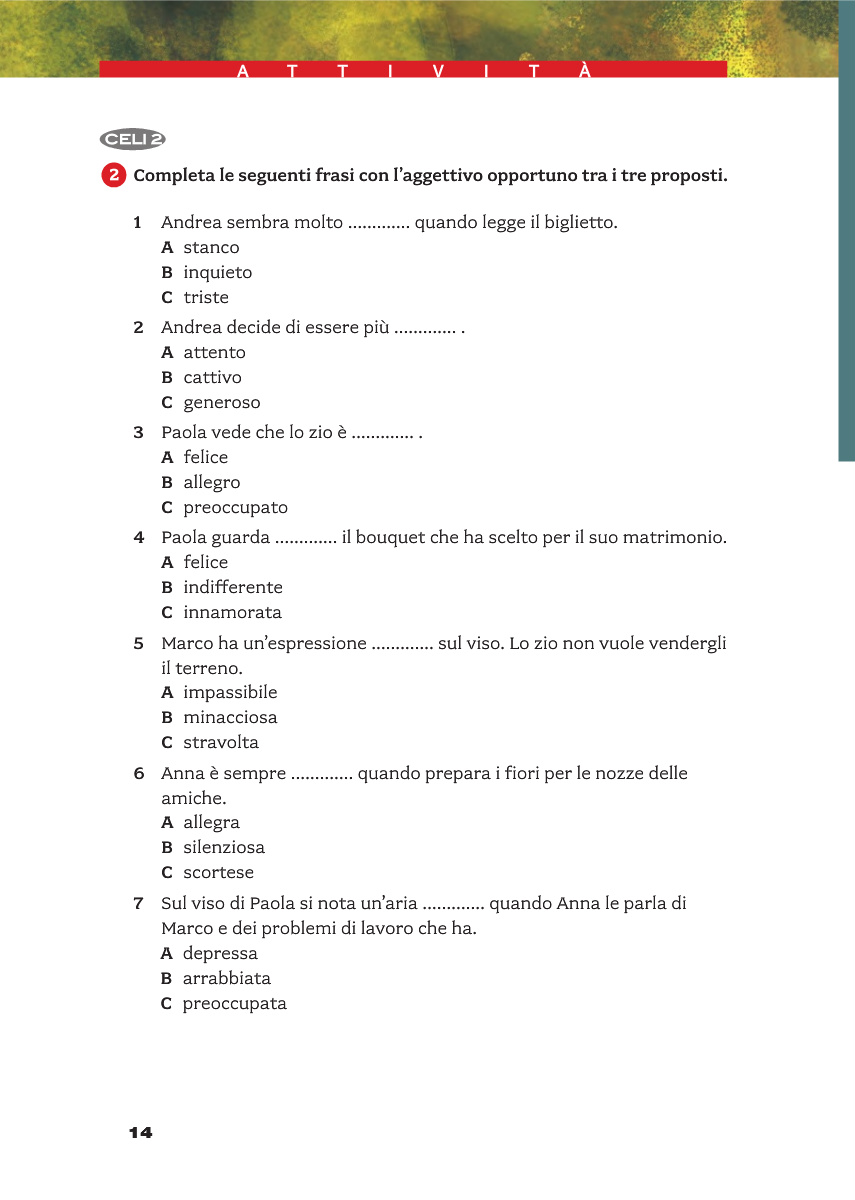 ATTIVITÀ
CELI 2
2 Completa le seguenti frasi con l'aggettivo opportuno tra i tre proposti.
1 Andrea sembra molto ............. quando legge il biglietto.
A stanco
B inquieto
C triste
2 Andrea decide di essere più ............. .
A attento
B cattivo
C generoso
3 Paola vede che lo zio è ............. .
A felice
B allegro
C preoccupato
4 Paola guarda ............. il bouquet che ha scelto per il suo matrimonio.
A felice
B indifferente
C innamorata
5 Marco ha un'espressione ............. sul viso. Lo zio non vuole vendergli
il terreno.
A impassibile
B minacciosa
C stravolta
6 Anna è sempre ............. quando prepara i fiori per le nozze delle
amiche.
A allegra
B silenziosa
C scortese
7 Sul viso di Paola si nota un'aria ............. quando Anna le parla di
Marco e dei problemi di lavoro che ha.
A depressa
B arrabbiata
C preoccupata
14